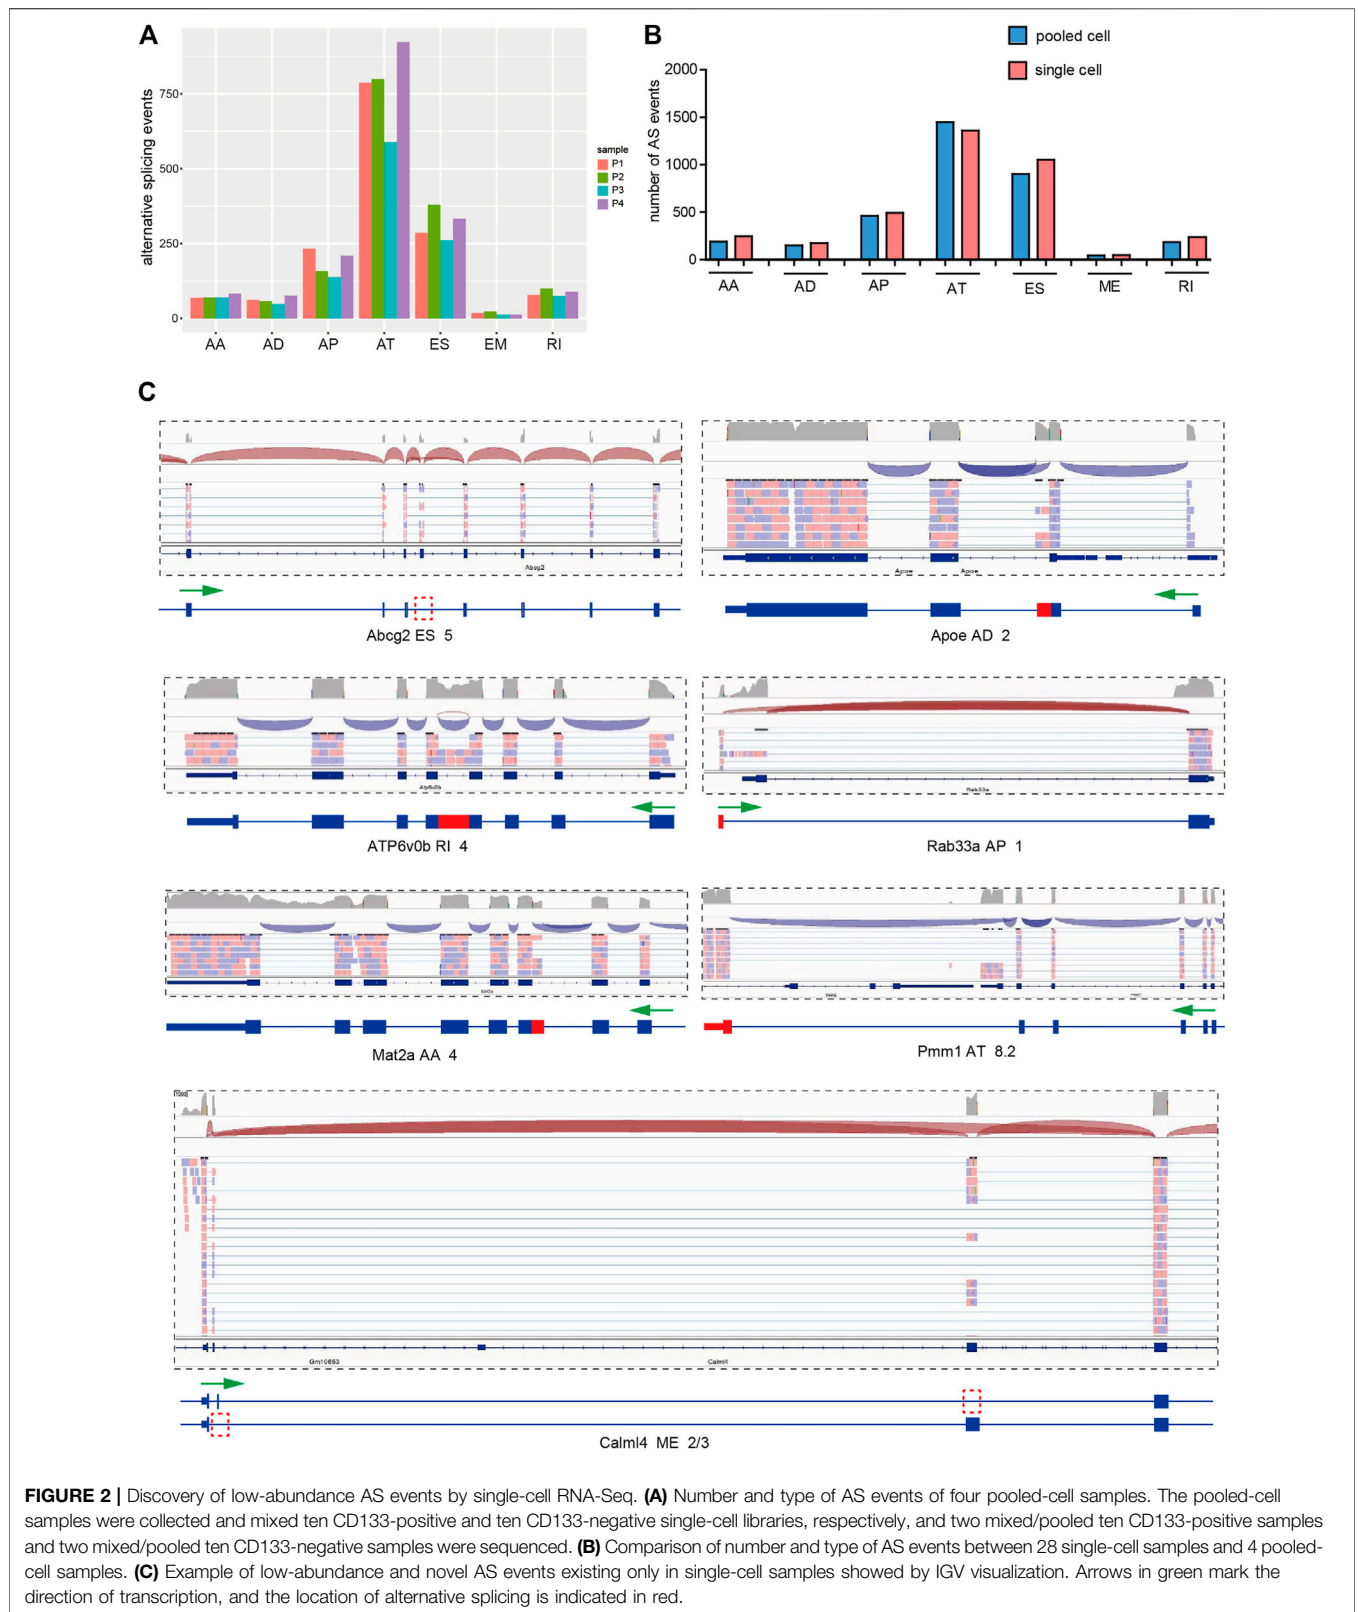 A
alternative splicing events
750
500
250
0
AA AD AP AT ES EM RI
sample
P1
P2
P3
P4
B
pooled cell
single cell
number of AS events
2000
1500
1000
500
0
AA AD AP AT ES ME RI
C
Abcg2
Abcg2 ES 5
Apoe Apoe
Apoe AD 2
Atp6v0b
ATP6v0b RI 4
Rab33a
Rab33a AP 1
Mat2a
Mat2a AA 4
Pmm1
Pmm1 AT 8.2
Gm10653 Calml4
Calml4 ME 2/3
FIGURE 2 | Discovery of low-abundance AS events by single-cell RNA-Seq. (A) Number and type of AS events of four pooled-cell samples. The pooled-cell
samples were collected and mixed ten CD133-positive and ten CD133-negative single-cell libraries, respectively, and two mixed/pooled ten CD133-positive samples
and two mixed/pooled ten CD133-negative samples were sequenced. (B) Comparison of number and type of AS events between 28 single-cell samples and 4 pooled-
cell samples. (C) Example of low-abundance and novel AS events existing only in single-cell samples showed by IGV visualization. Arrows in green mark the
direction of transcription, and the location of alternative splicing is indicated in red.